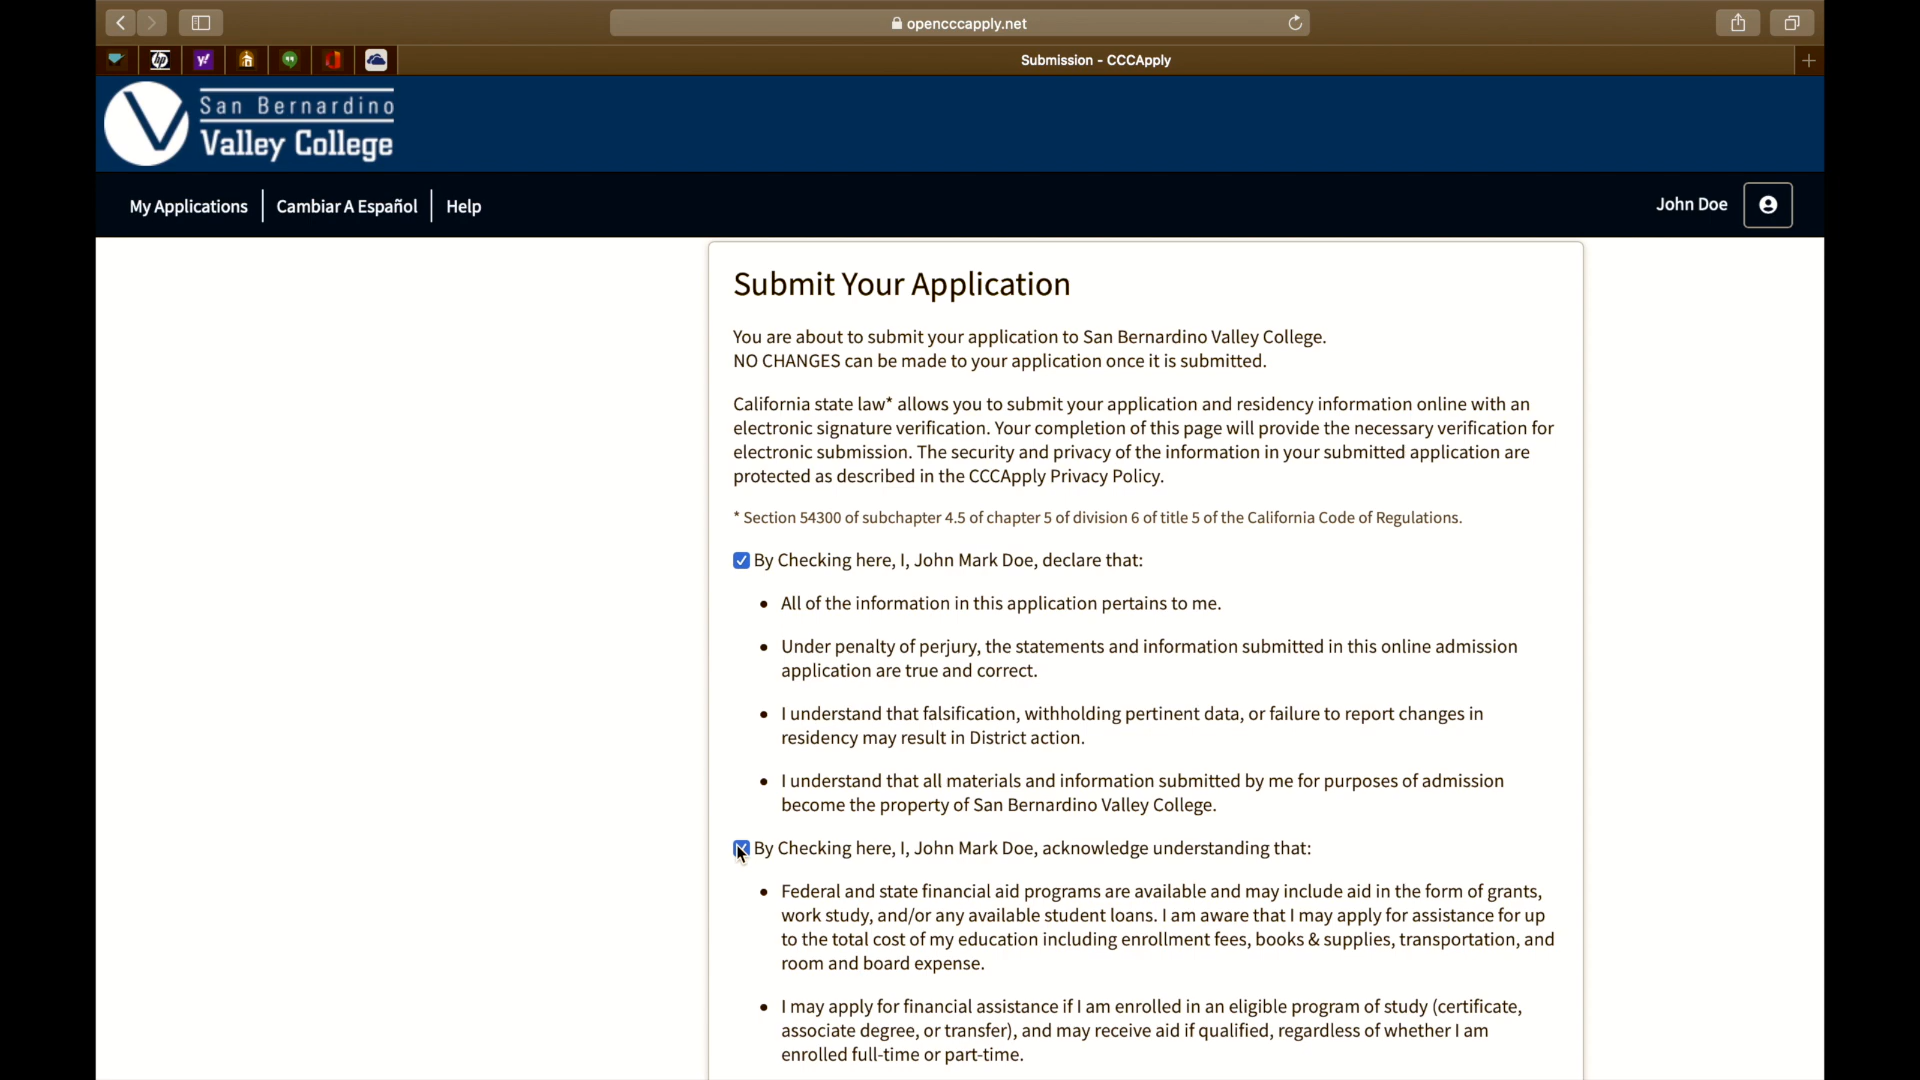 opencccapply.net
hp
y!
Submission - CCCApply
San Bernardino
Valley College
My Applications
Cambiar A Español
Help
John Doe
Submit Your Application
You are about to submit your application to San Bernardino Valley College.
NO CHANGES can be made to your application once it is submitted.
California state law* allows you to submit your application and residency information online with an
electronic signature verification. Your completion of this page will provide the necessary verification for
electronic submission. The security and privacy of the information in your submitted application are
protected as described in the CCCApply Privacy Policy.
* Section 54300 of subchapter 4.5 of chapter 5 of division 6 of title 5 of the California Code of Regulations.
By Checking here, I, John Mark Doe, declare that:
• All of the information in this application pertains to me.
• Under penalty of perjury, the statements and information submitted in this online admission
application are true and correct.
• I understand that falsification, withholding pertinent data, or failure to report changes in
residency may result in District action.
• I understand that all materials and information submitted by me for purposes of admission
become the property of San Bernardino Valley College.
By Checking here, I, John Mark Doe, acknowledge understanding that:
• Federal and state financial aid programs are available and may include aid in the form of grants,
work study, and/or any available student loans. I am aware that I may apply for assistance for up
to the total cost of my education including enrollment fees, books & supplies, transportation, and
room and board expense.
• I may apply for financial assistance if I am enrolled in an eligible program of study (certificate,
associate degree, or transfer), and may receive aid if qualified, regardless of whether I am
enrolled full-time or part-time.